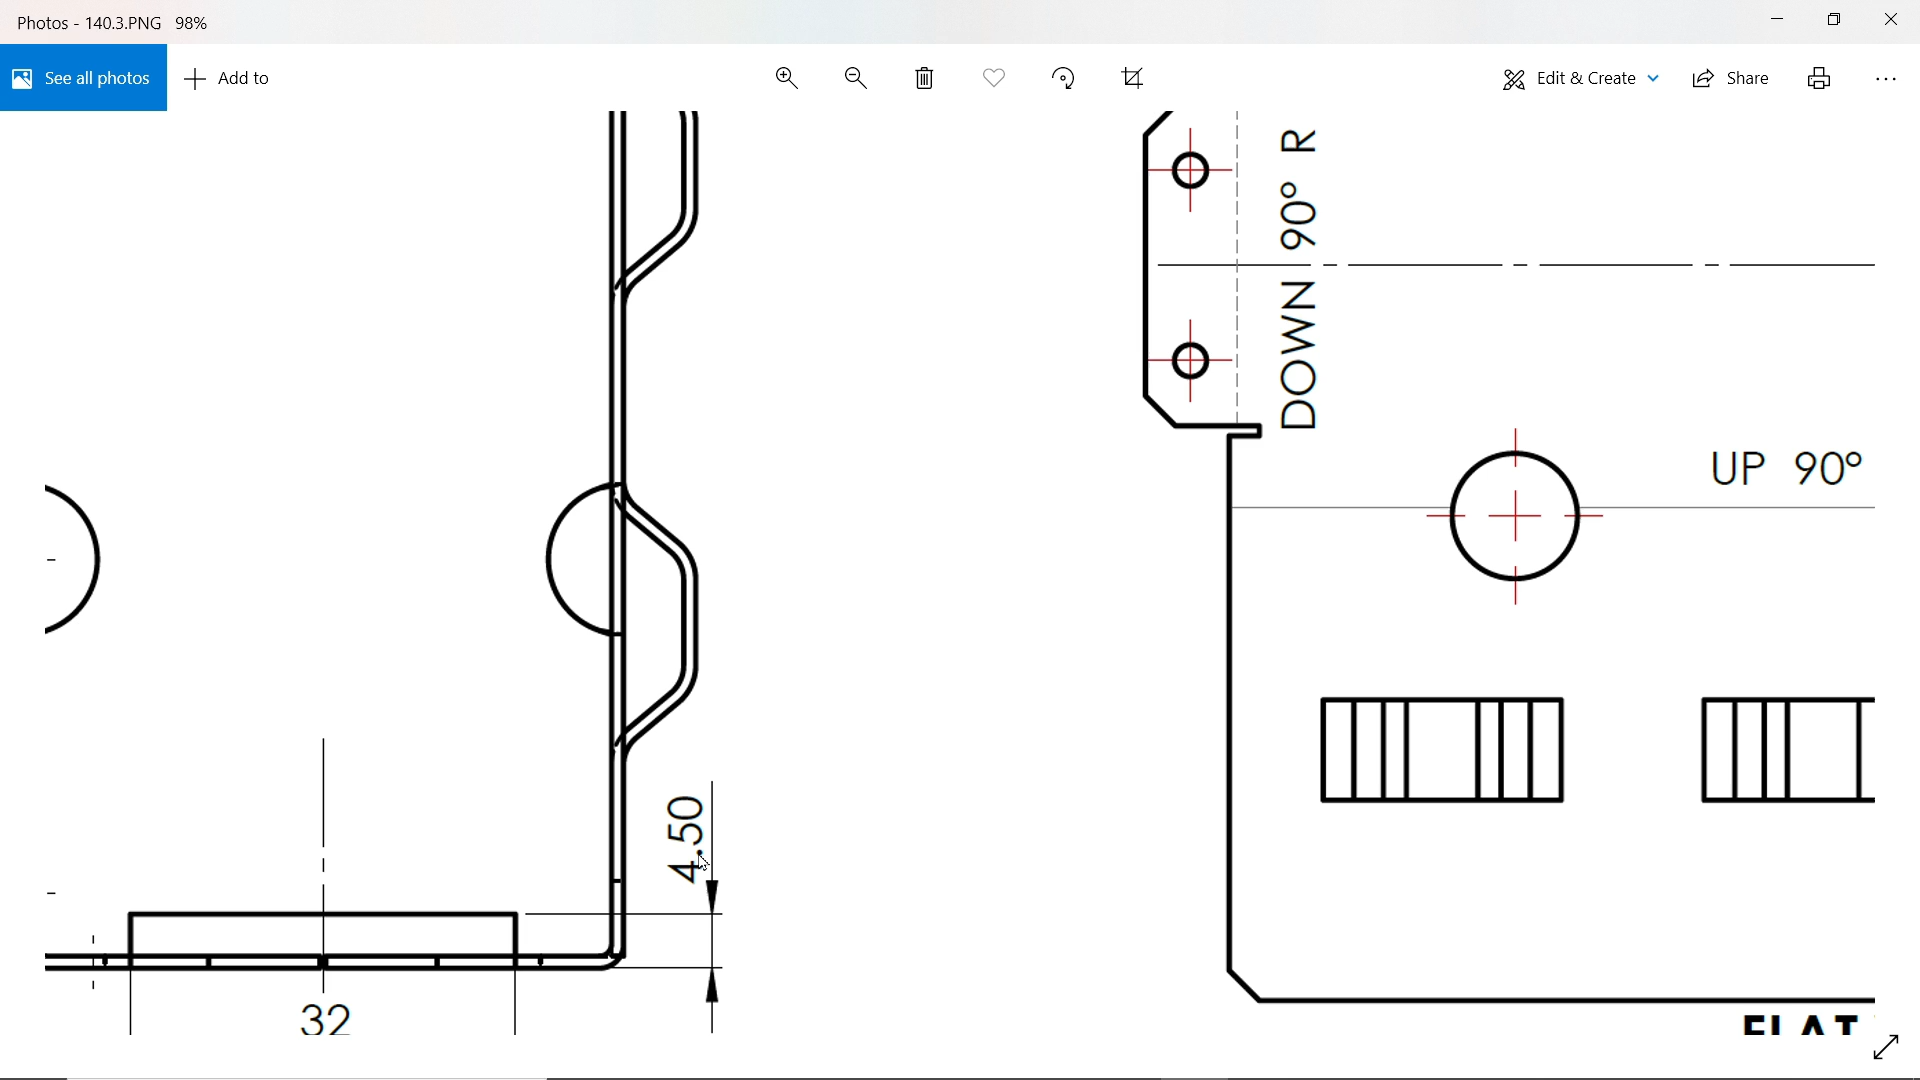 Photos - 140.3.PNG 98%
See all photos
Add to
Edit & Create
Share
DOWN 90° R
UP 90°
4.50
32
FLAT